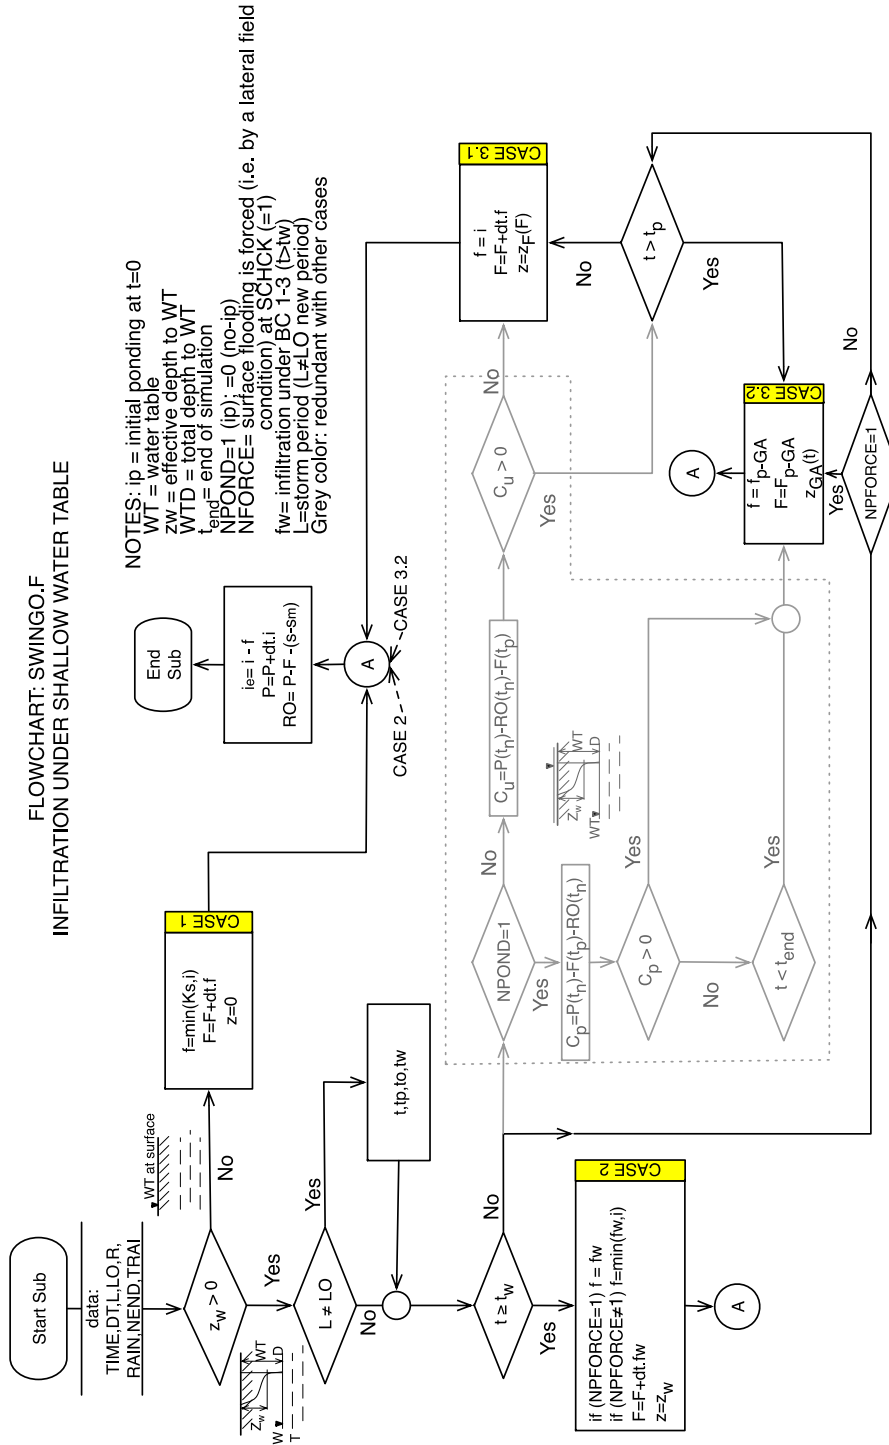 FLOWCHART: SWINGO.F
INFILTRATION UNDER SHALLOW WATER TABLE
NOTES: ip = initial ponding at t=0
WT = water table
zw = effective depth to WT
WTD = total depth to WT
tend= end of simulation
NPOND=1 (ip); =0 (no-ip)
NFORCE= surface flooding is forced (i.e. by a lateral field
condition) at SCHCK (=1)
fw= infiltration under BC 1-3 (t>tw)
L=storm period (L≠LO new period)
Grey color: redundant with other cases
Start Sub
data:
TIME,DT,L,LO,R,
RAIN,NEND,TRAI
zw > 0
No
WT at surface
CASE 1
f=min(Ks,i)
F=F+dt.f
z=0
Yes
zw
WT
D
W
T
L ≠ LO
Yes
t,tp,to,tw
No
t ≥ tw
No
Yes
CASE 2
if (NPFORCE=1) f = fw
if (NPFORCE≠1) f=min(fw,i)
F=F+dt.fw
z=zw
A
End
Sub
ie= i - f
P=P+dt.i
RO= P-F -(s-sm)
A
CASE 2
CASE 3.2
NPOND=1
No
Cu=P(tn)-RO(tn)-F(tp)
Cu > 0
No
Yes
Yes
Cp=P(tn)-F(tp)-RO(tn)
zw
WT
D
WT
Cp > 0
Yes
No
t < tend
Yes
CASE 3.1
f = i
F=F+dt.f
z=zF(F)
No
t > tp
Yes
A
CASE 3.2
f = fp-GA
F=Fp-GA
zGA(t)
Yes
NPFORCE=1
No